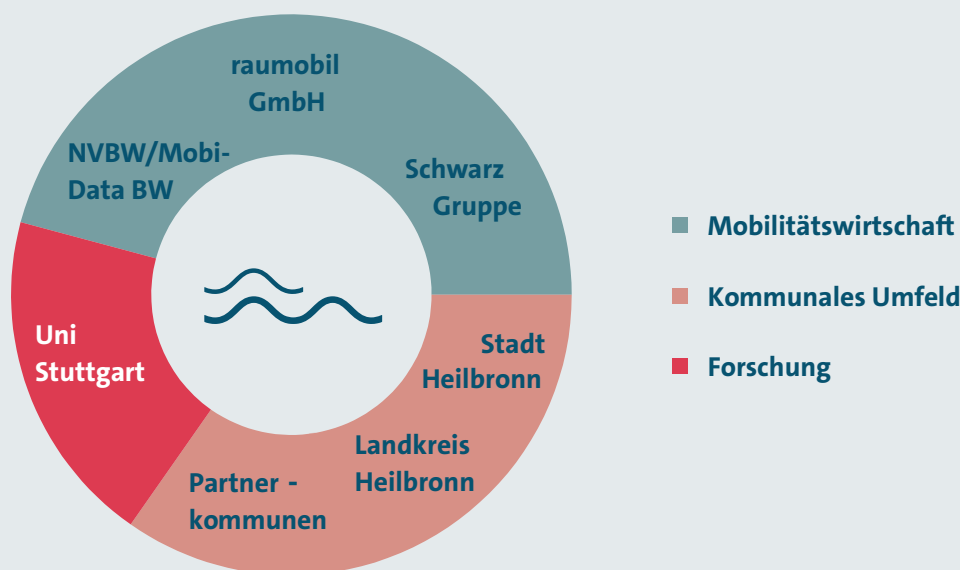 raumobil
GmbH
NVBW/Mobi-
Data BW
Schwarz
Gruppe
Uni
Stuttgart
Stadt
Heilbronn
Landkreis
Heilbronn
Partner -
kommunen
Mobilitätswirtschaft
Kommunales Umfeld
Forschung